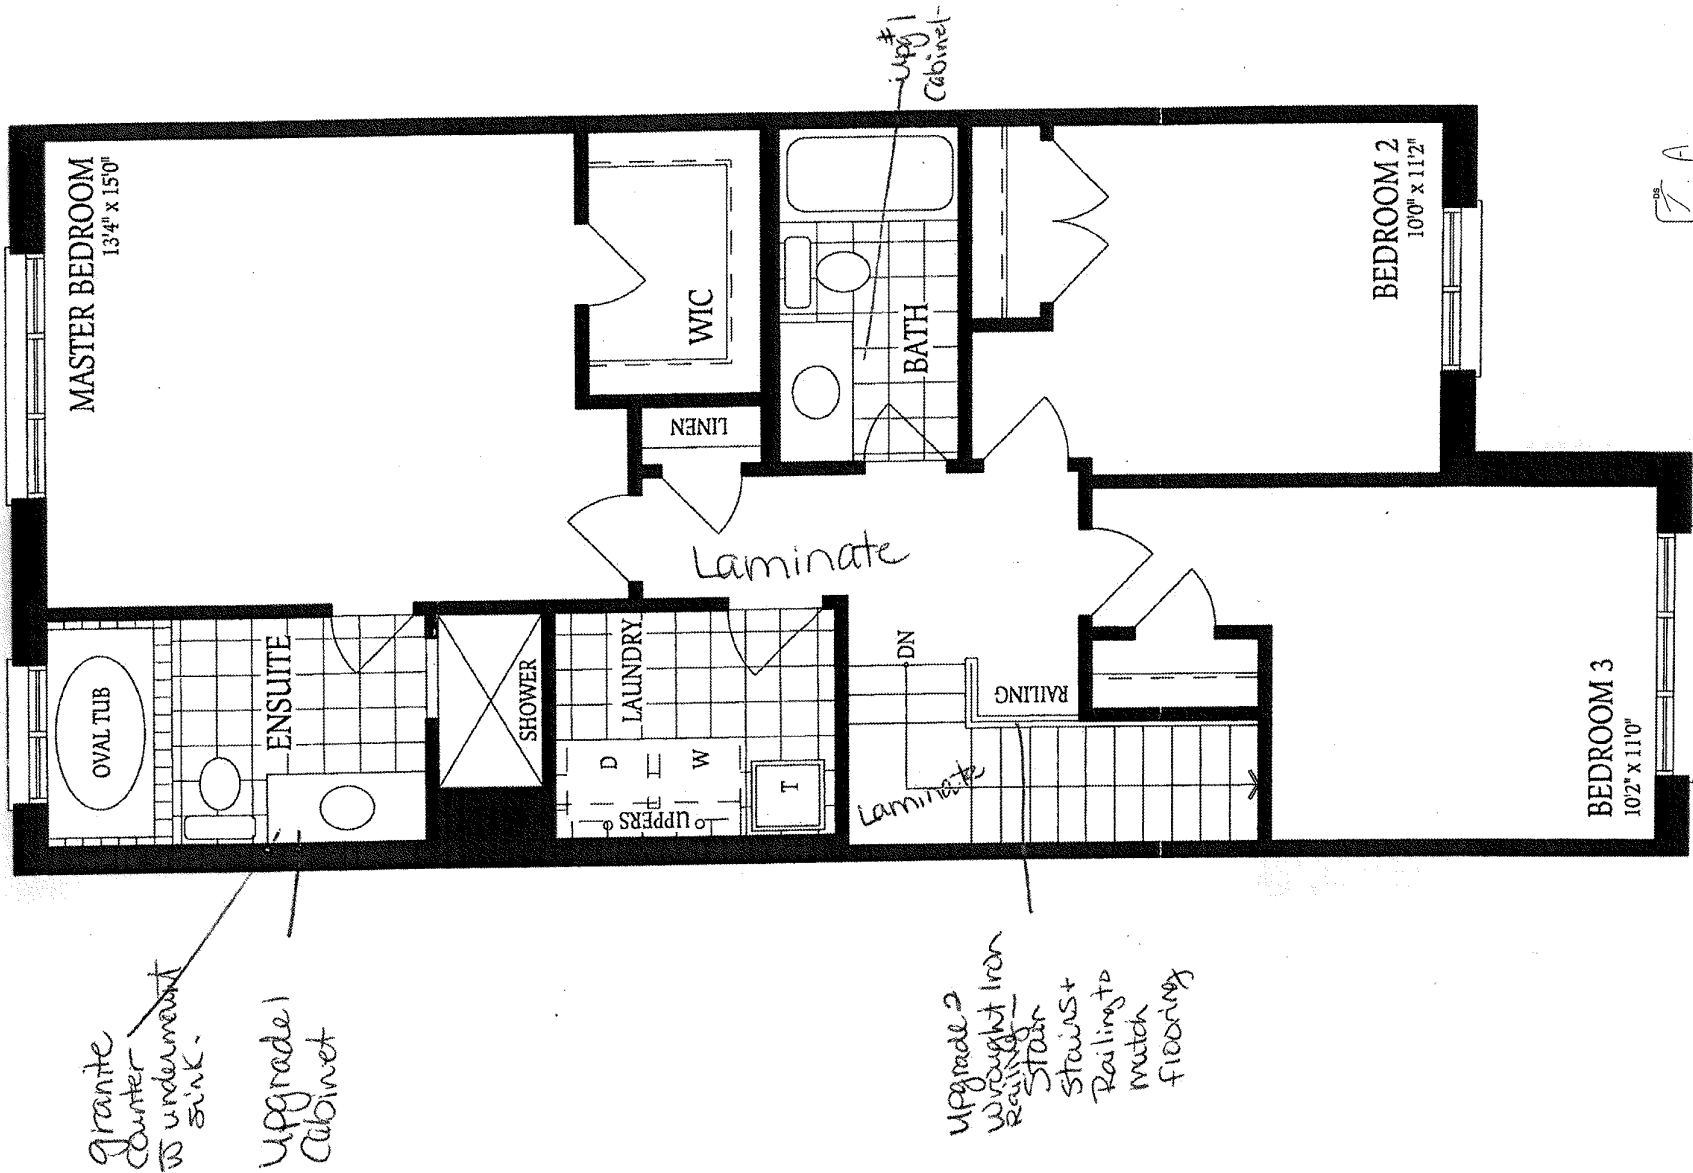 upg #1
Cabinet
MASTER BEDROOM
13'4" x 15'0"
WIC
LINEN
BATH
BEDROOM 2
10'0" x 11'2"
OVAL TUB
ENSUITE
SHOWER
LAUNDRY
D
W
UPPERS
T
Laminate
DN
RAILING
Laminate
BEDROOM 3
10'2" x 11'0"
granite
counter
w undermount
sink.
Upgrade 1
Cabinet
Upgrade 2
Wrought Iron
Railing -
Stain
Stairs +
Railing to
match
flooring
DS
J. A